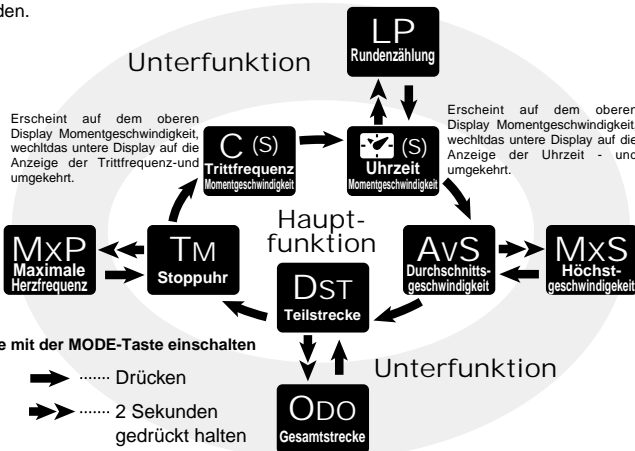 den.
LP
Rundenzählung
Unterfunktion
Erscheint auf dem oberen
Display Momentgeschwindigkeit,
wechltdas untere Display auf die
Anzeige der Trittfrequenz-und
umgekehrt.
C (S)
Trittfrequenz
Momentgeschwindigkeit
(S)
Uhrzeit
Momentgeschwindigkeit
Erscheint auf dem oberen
Display Momentgeschwindigkeit
wechltdas untere Display auf die
Anzeige der Uhrzeit - und
umgekehrt.
Haupt-
funktion
MXP
Maximale
Herzfrequenz
TM
Stoppuhr
DST
Teilstrecke
AVS
Durchschnitts-
geschwindigkeit
MXS
Höchst-
geschwindigekeit
e mit der MODE-Taste einschalten
....... Drücken
....... 2 Sekunden
gedrückt halten
Unterfunktion
ODO
Gesamtstrecke